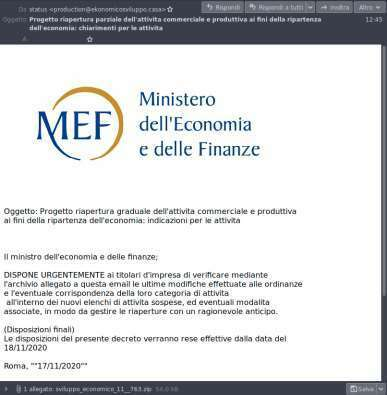 Da status <production@ekonomicosviluppo.casa>
Rispondi
Rispondi a tutti
Inoltra
Altro
Oggetto Progetto riapertura parziale dell'attivita commerciale e produttiva ai fini della ripartenza
12:45
dell'economia: chiarimenti per le attivita
A
MEF
Ministero
dell'Economia
e delle Finanze
Oggetto: Progetto riapertura graduale dell'attivita commerciale e produttiva
ai fini della ripartenza dell'economia: indicazioni per le attivita
Il ministro dell'economia e delle finanze;
DISPONE URGENTEMENTE ai titolari d'impresa di verificare mediante
l'archivio allegato a questa email le ultime modifiche effettuate alle ordinanze
e l'eventuale corrispondenza della loro categoria di attività
all'interno dei nuovi elenchi di attività sospese, ed eventuali modalita
associate, in modo da gestire le riaperture con un ragionevole anticipo.
(Disposizioni finali)
Le disposizioni del presente decreto verranno rese effettive dalla data del
18/11/2020
Roma, ""17/11/2020""
1 allegato: sviluppo_economico_11__763.zip 54,0 kB
Salva